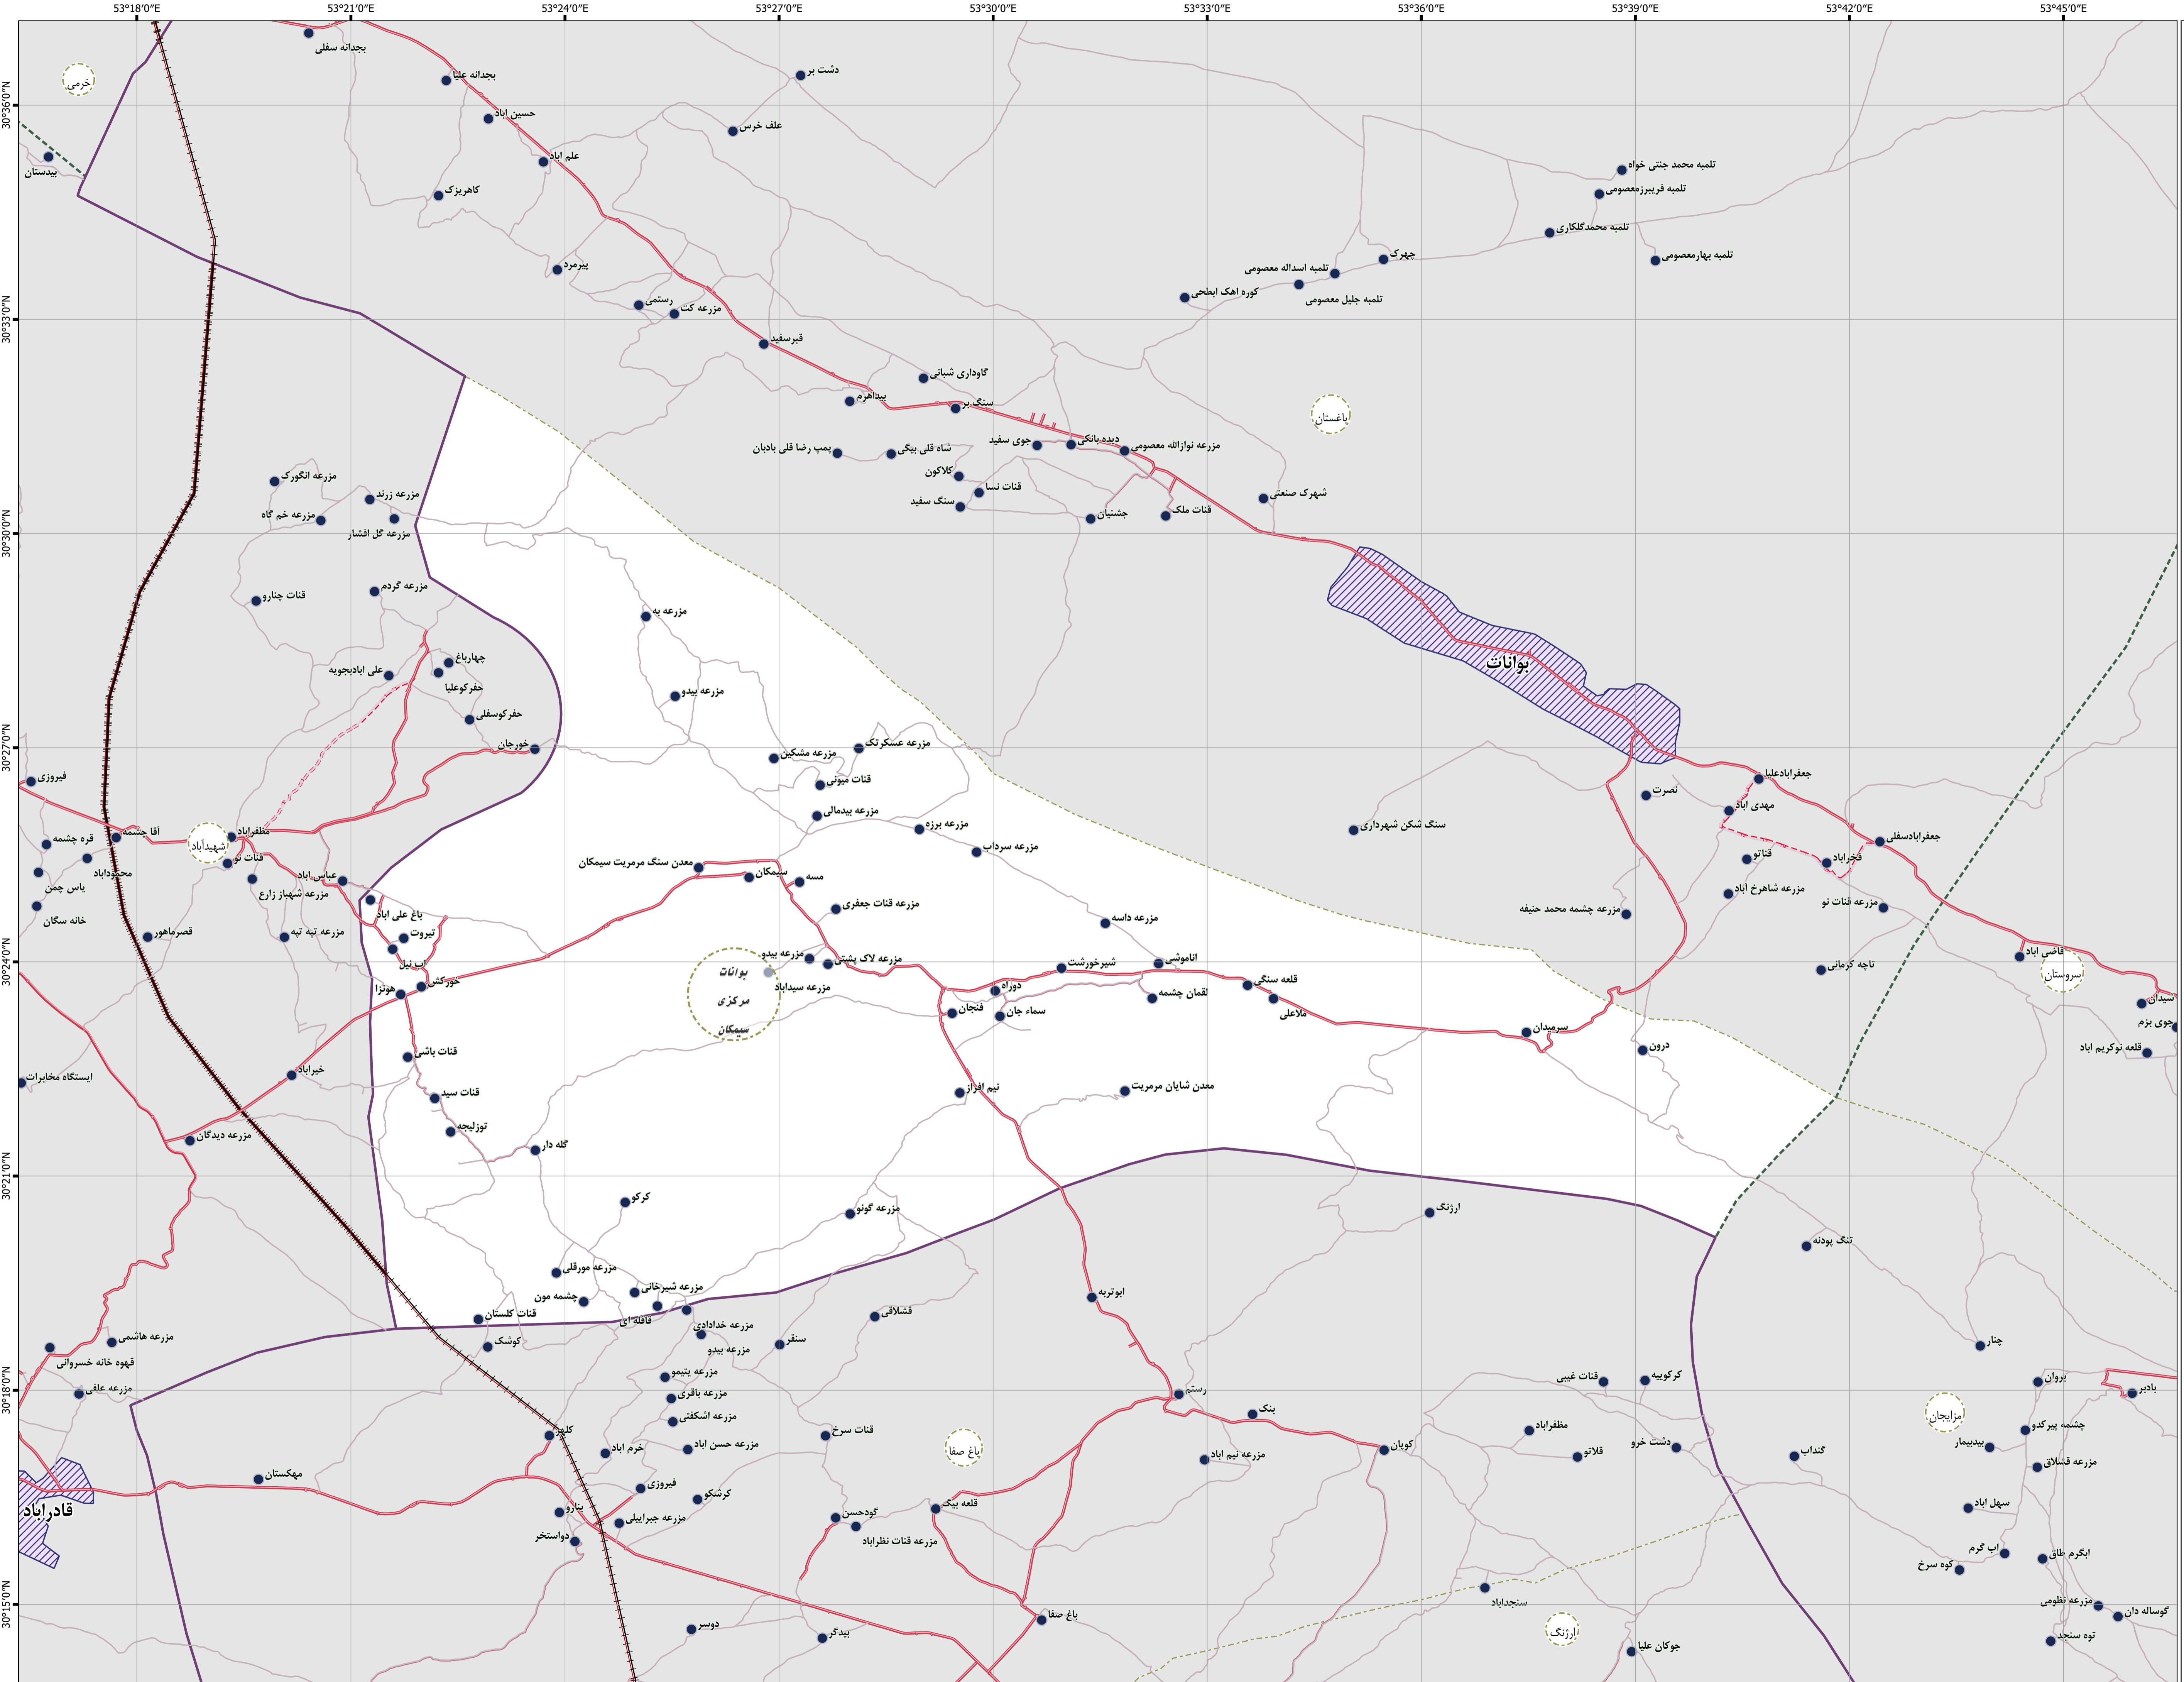 53°18'0"E
53°21'0"E
53°24'0"E
53°27'0"E
53°30'0"E
53°33'0"E
53°36'0"E
53°39'0"E
53°42'0"E
53°45'0"E
30°36'0"N
30°33'0"N
30°30'0"N
30°27'0"N
30°24'0"N
30°21'0"N
30°18'0"N
30°15'0"N
بجدانه سفلی
خرمی
بجدانه علیا
دشت بر
حسین اباد
علف خرس
علم اباد
بیدستان
کاهریزک
تلمبه محمد جنتی خواه
تلمبه فریبرزمعصومی
تلمبه محمدگلکاری
تلمبه بهارمعصومی
چهرک
تلمبه اسداله معصومی
تلمبه جلیل معصومی
کوره اهک ابطحی
پیرمرد
رستمی
مزرعه کت
قبرسفید
گاوداری شبانی
بیداهرم
سنگ بر
باغستان
جوی سفید
دیده بانکی
مزرعه نوازالله معصومی
پمپ رضا قلی بادبان
شاه قلی بیگی
کلاکون
قنات نسا
سنگ سفید
جشنیان
قنات ملک
شهرک صنعتی
مزرعه انگورک
مزرعه زرند
مزرعه خم گاه
مزرعه گل افشار
قنات چنارو
مزرعه گردم
مزرعه به
چهارباغ
علی ابادبجویه
حفرکوعلیا
حفرکوسفلی
خورجان
مزرعه بیدو
بوانات
مزرعه مشکین
مزرعه عسکرتک
قنات میونی
مزرعه بیدمالی
مزرعه برزه
مزرعه سرداب
سنگ شکن شهرداری
نصرت
جعفرابادعلیا
مهدی اباد
جعفرابادسفلی
قناتو
فخراباد
مزرعه شاهرخ اباد
مزرعه چشمه محمد حنیفه
مزرعه قنات نو
فیروزی
آقا چشمه
قره چشمه
محموداباد
یاس چمن
خانه سگان
قصرماهور
شهیدآباد
مظفراباد
قنات نو
مزرعه شهباز زارع
عباس اباد
مزرعه تپه تپه
باغ علی اباد
تیروت
اب نیل
خورکش
هونزا
معدن سنگ مرمریت سیمکان
سیمکان
مسه
مزرعه قنات جعفری
مزرعه بیدو
مزرعه لاک پشتی
مزرعه سیداباد
بوانات
مرکزی
سیمکان
مزرعه داسه
شیرخورشت
اناموشی
دوراه
لقمان چشمه
قلعه سنگی
ملاعلی
فنجان
سماء جان
سرمیدان
درون
تاچه کرمانی
قاضی اباد
سروستان
سیدان
جوی بزم
قلعه نوکریم اباد
ایستگاه مخابرات
خیراباد
مزرعه دیدگان
قنات باشی
قنات سید
توزلیجه
گله دار
نیم افراز
معدن شایان مرمریت
کرکو
مزرعه گونو
ارژنگ
تنگ پودنه
مزرعه مورقلی
چشمه مون
مزرعه شیرخانی
قافله ای
مزرعه خدادادی
مزرعه بیدو
قنات گلستان
کوشک
قشلاقی
سنقر
ابونربه
چنار
مزرعه هاشمی
قهوه خانه خسروانی
مزرعه علفی
مزرعه یتیمو
مزرعه باقری
مزرعه اشکفتی
مزرعه حسن اباد
خرم اباد
کلهر
قنات سرخ
باغ صفا
رستم
بنک
مزرعه نیم اباد
کوپان
قنات غیبی
کرکوییه
مظفراباد
قلاتو
دشت خرو
گنداب
مزایجان
بروان
بادبر
چشمه پیرکدو
بیدبیمار
مزرعه قشلاق
سهل اباد
مهکستان
قادراباد
فیروزی
کرشکو
بنارو
مزرعه جبراییلی
دواستخر
گودحسن
مزرعه قنات نظراباد
قلعه بیگ
باغ صفا
دوسر
بیدگر
سنجداباد
ارژنگ
جوکان علیا
اب گرم
کوه سرخ
ابگرم طاق
مزرعه نظومی
گوساله دان
توه سنجد